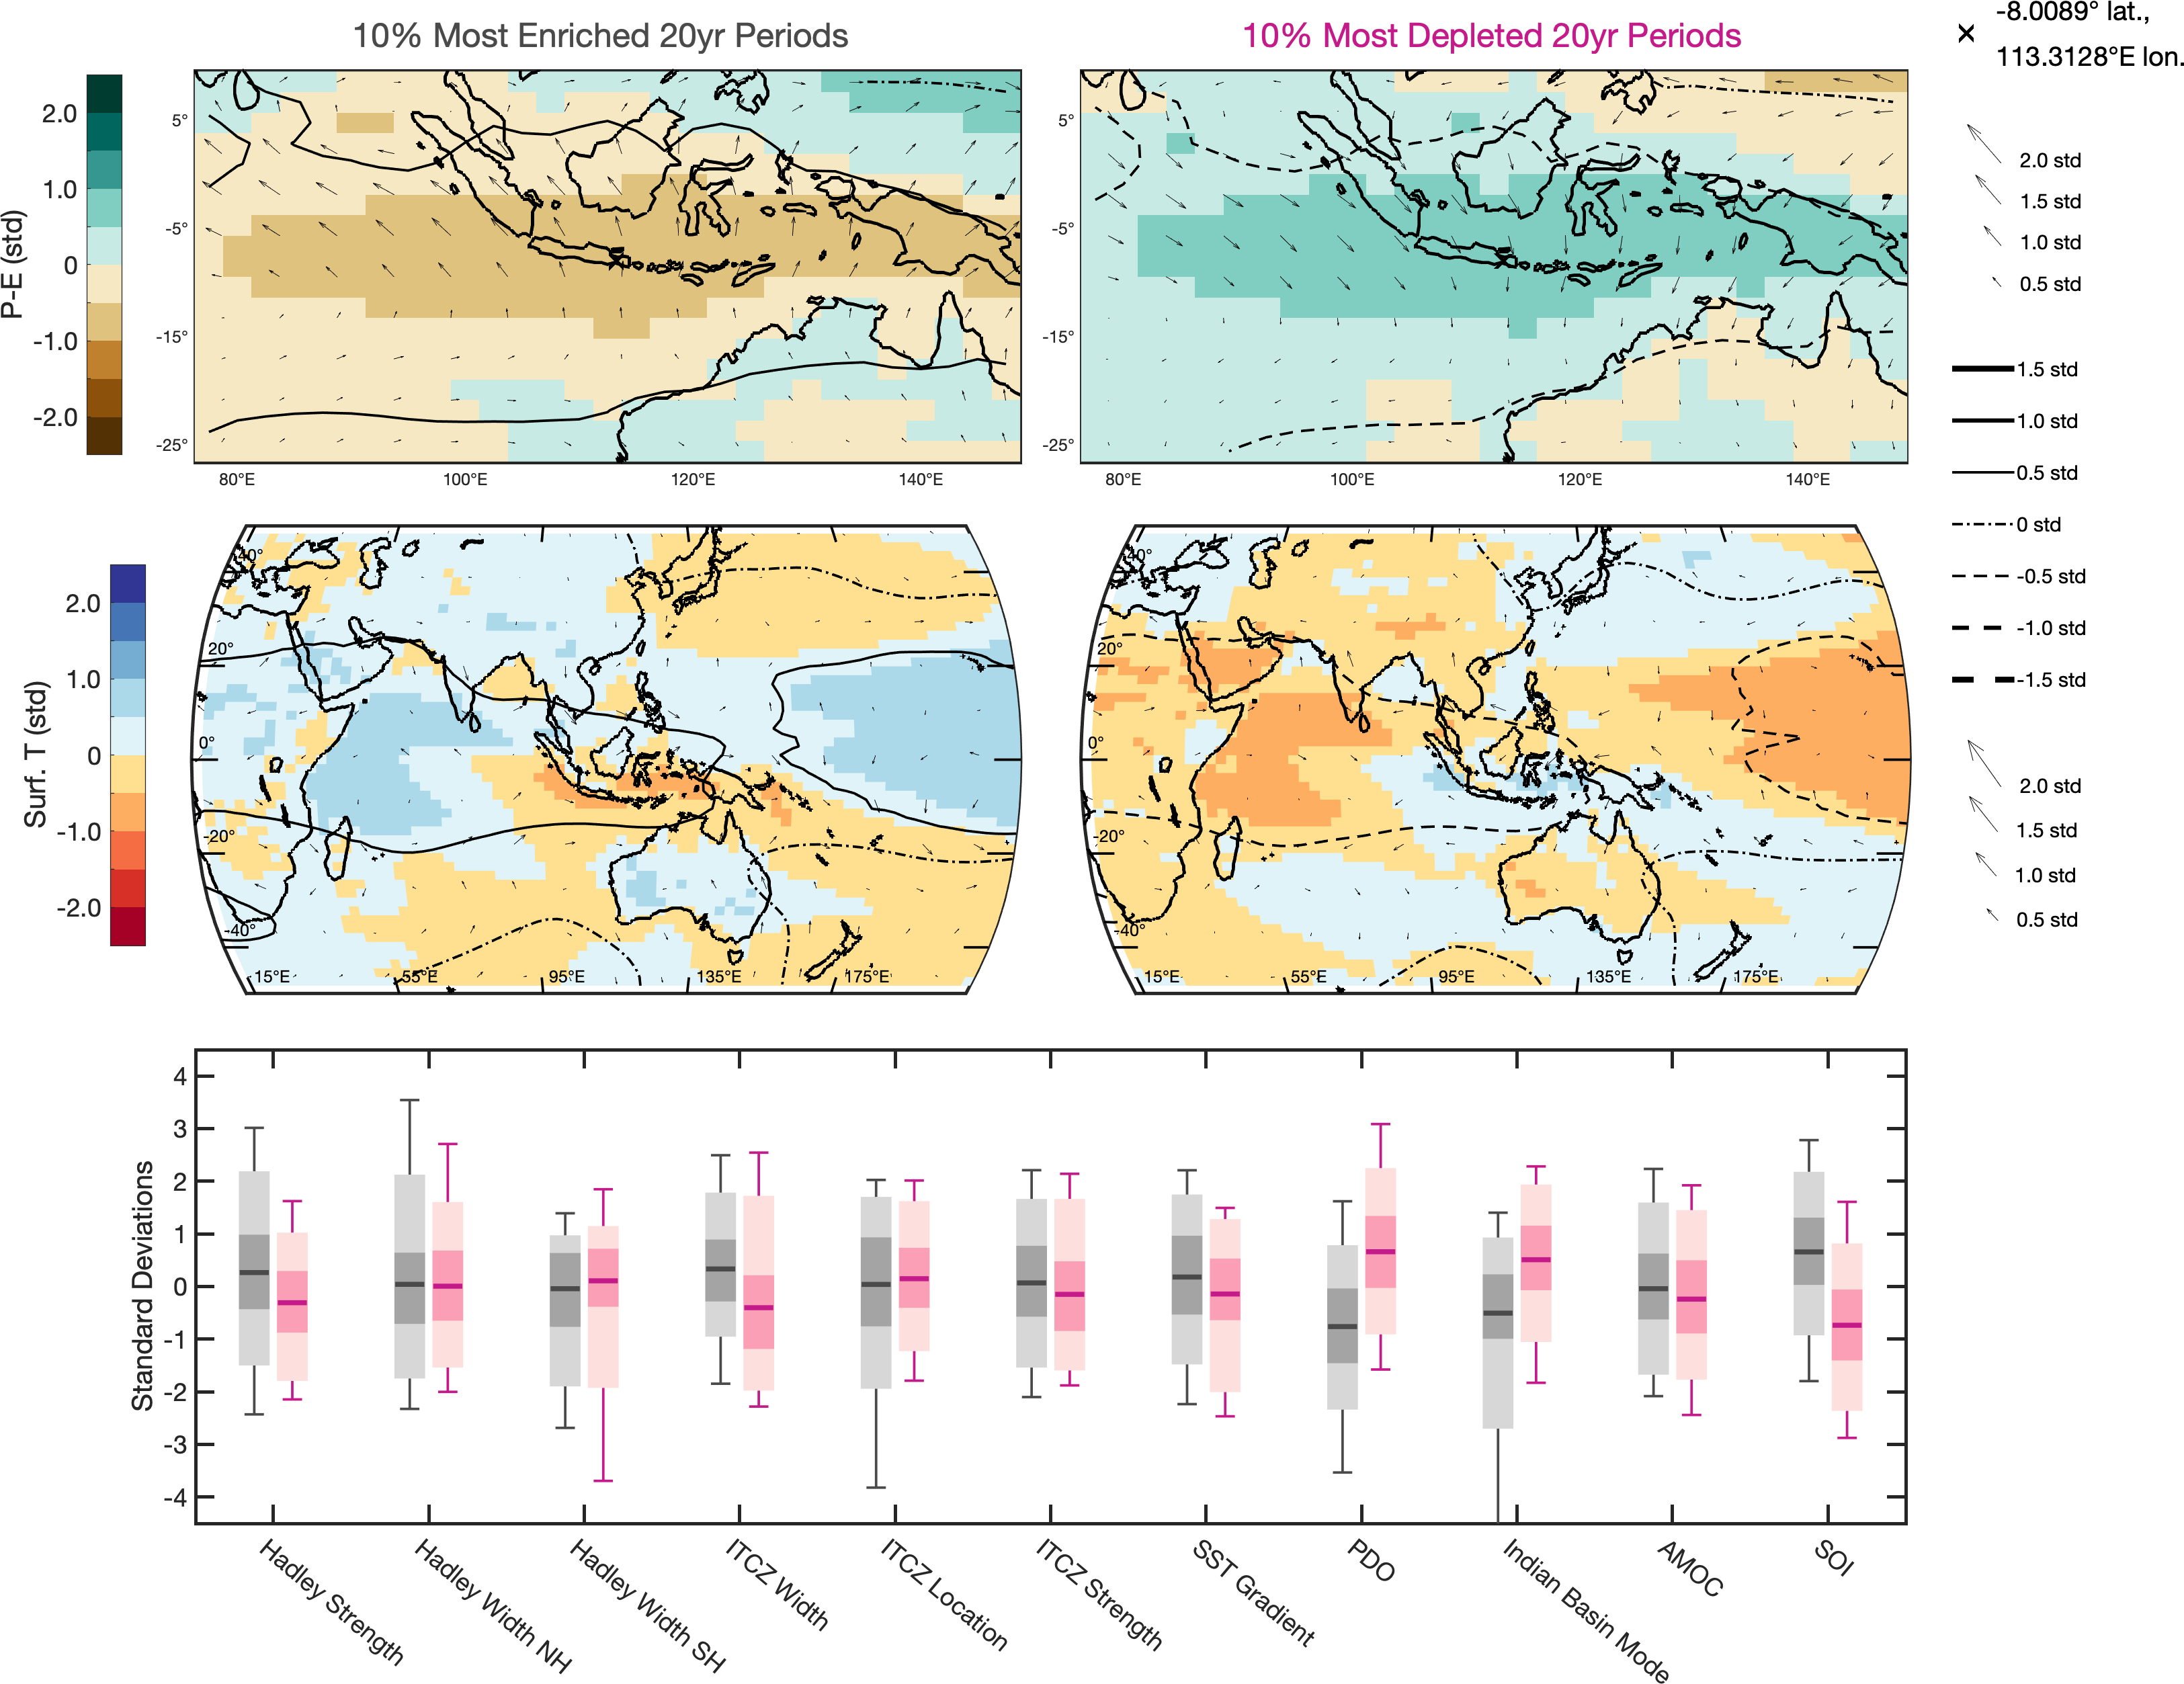 10% Most Enriched 20yr Periods
10% Most Depleted 20yr Periods
-8.0089° lat.,
113.3128°E lon.
P-E (std)
2.0
1.0
0
-1.0
-2.0
5°
-5°
-15°
-25°
80°E
100°E
120°E
140°E
5°
-5°
-15°
-25°
80°E
100°E
120°E
140°E
2.0 std
1.5 std
1.0 std
0.5 std
1.5 std
1.0 std
0.5 std
0 std
-0.5 std
-1.0 std
-1.5 std
Surf. T (std)
2.0
1.0
0
-1.0
-2.0
40°
20°
0°
-20°
-40°
15°E
55°E
95°E
135°E
175°E
40°
20°
0°
-20°
-40°
15°E
55°E
95°E
135°E
175°E
2.0 std
1.5 std
1.0 std
0.5 std
Standard Deviations
4
3
2
1
0
-1
-2
-3
-4
Hadley Strength
Hadley Width NH
Hadley Width SH
ITCZ Width
ITCZ Location
ITCZ Strength
SST Gradient
PDO
Indian Basin Mode
AMOC
SOI